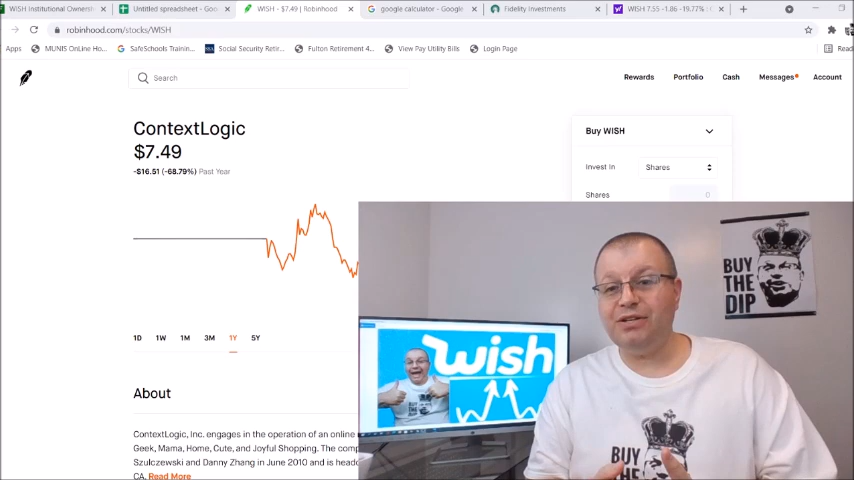 WISH Institutional Ownersh
Untitled spreadsheet - Goo
WISH - $7.49 | Robinhood
google calculator - Google
Fidelity Investments
WISH 7.55 -1.86 -19.77%
robinhood.com/stocks/WISH
Apps
MUNIS OnLine Ho...
SafeSchools Trainin...
Social Security Retir...
Fulton Retirement 4...
View Pay Utility Bills
Login Page
Read
Search
Rewards
Portfolio
Cash
Messages
Account
ContextLogic
$7.49
-$16.51 (-68.79%) Past Year
Buy WISH
Invest In
Shares
Shares
0
1D 1W 1M 3M 1Y 5Y
About
ContextLogic, Inc. engages in the operation of an online
Geek, Mama, Home, Cute, and Joyful Shopping. The comp
Szulczewski and Danny Zhang in June 2010 and is head
CA. Read More
wish
BUY
THE
DIP
BUY
THE